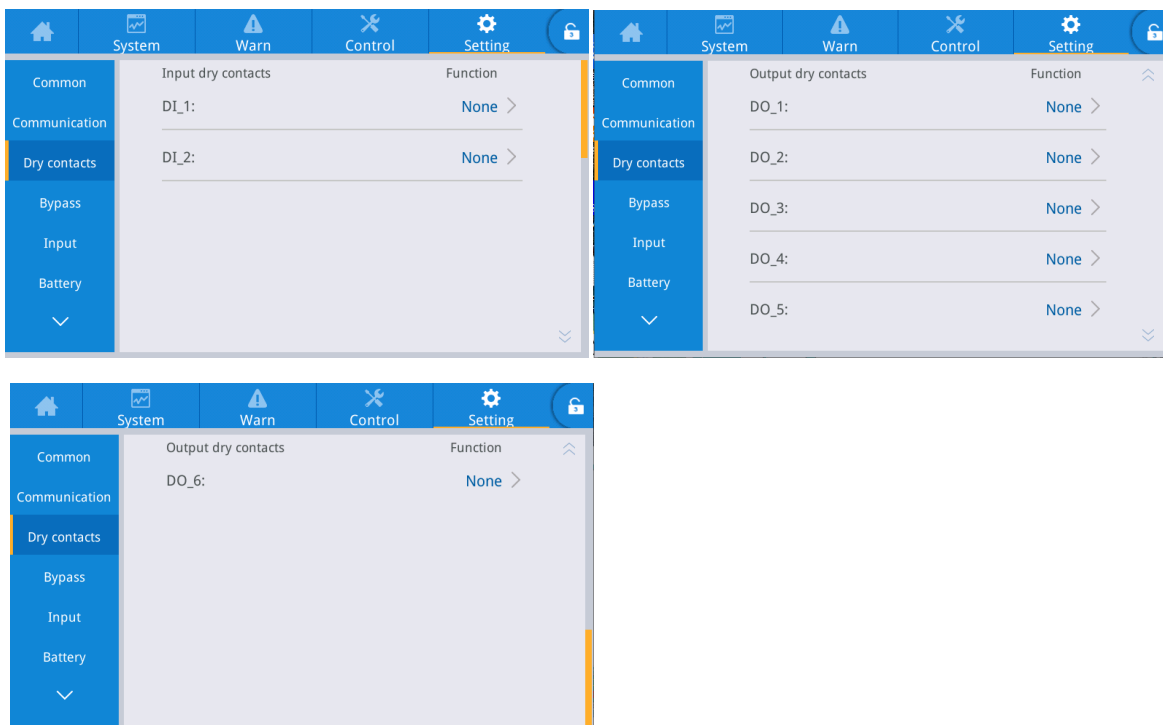 System Warn Control Setting 3
Common
Communication
Dry contacts
Bypass
Input
Battery
Input dry contacts Function
DI_1: None
DI_2: None
System Warn Control Setting 3
Common
Communication
Dry contacts
Bypass
Input
Battery
Output dry contacts Function
DO_1: None
DO_2: None
DO_3: None
DO_4: None
DO_5: None
System Warn Control Setting 3
Common
Communication
Dry contacts
Bypass
Input
Battery
Output dry contacts Function
DO_6: None